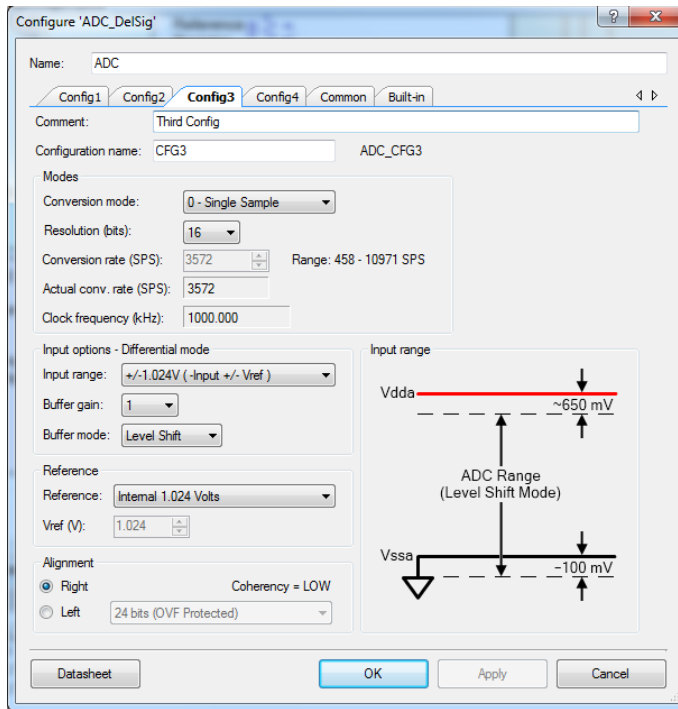 Configure 'ADC_DelSig'
Name: ADC
Config1 Config2 Config3 Config4 Common Built-in
Comment: Third Config
Configuration name: CFG3 ADC_CFG3
Modes
Conversion mode: 0 - Single Sample
Resolution (bits): 16
Conversion rate (SPS): 3572 Range: 458 - 10971 SPS
Actual conv. rate (SPS): 3572
Clock frequency (kHz): 1000.000
Input options - Differential mode
Input range: +/-1.024V ( -Input +/- Vref )
Buffer gain: 1
Buffer mode: Level Shift
Reference
Reference: Internal 1.024 Volts
Vref (V): 1.024
Alignment
Right Coherency = LOW
Left 24 bits (OVF Protected)
Input range
Vdda
~650 mV
ADC Range
(Level Shift Mode)
Vssa
~100 mV
Datasheet OK Apply Cancel